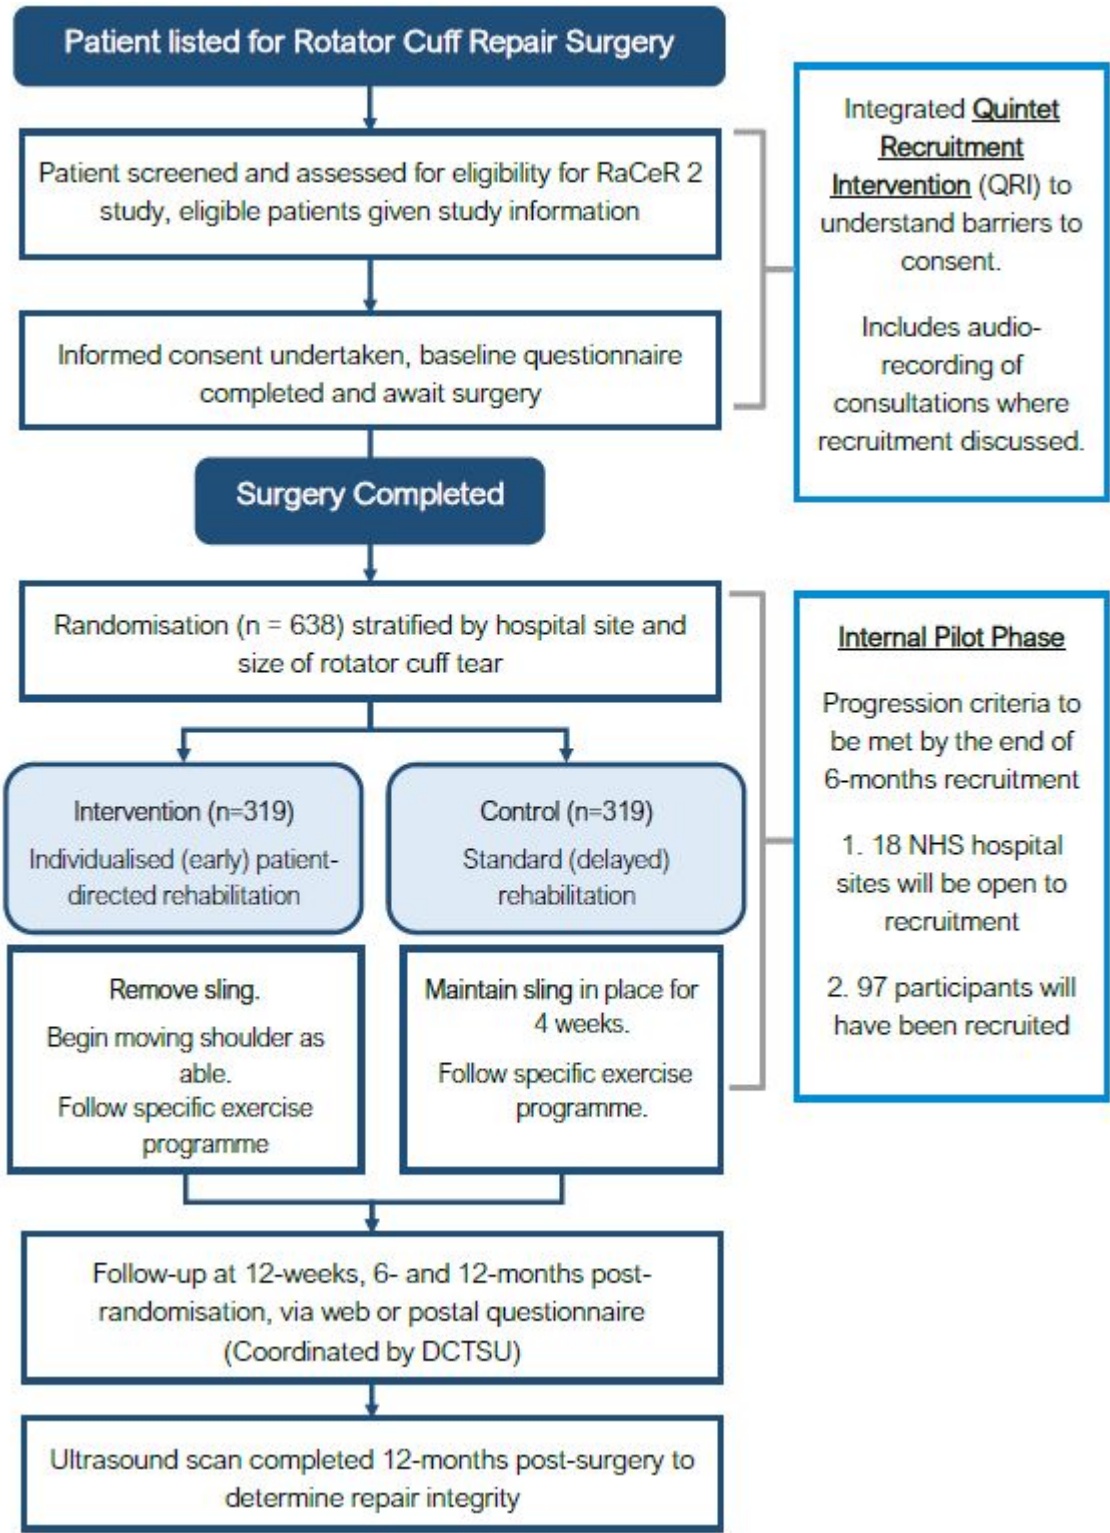 Patient listed for Rotator Cuff Repair Surgery
Patient screened and assessed for eligibility for RaCeR 2
study, eligible patients given study information
Informed consent undertaken, baseline questionnaire
completed and await surgery
Integrated Quintet
Recruitment
Intervention (QRI) to
understand barriers to
consent.
Includes audio-
recording of
consultations where
recruitment discussed.
Surgery Completed
Randomisation (n = 638) stratified by hospital site and
size of rotator cuff tear
Intervention (n=319)
Individualised (early) patient-
directed rehabilitation
Control (n=319)
Standard (delayed)
rehabilitation
Remove sling.
Begin moving shoulder as
able.
Follow specific exercise
programme
Maintain sling in place for
4 weeks.
Follow specific exercise
programme.
Internal Pilot Phase
Progression criteria to
be met by the end of
6-months recruitment
1. 18 NHS hospital
sites will be open to
recruitment
2. 97 participants will
have been recruited
Follow-up at 12-weeks, 6- and 12-months post-
randomisation, via web or postal questionnaire
(Coordinated by DCTSU)
Ultrasound scan completed 12-months post-surgery to
determine repair integrity